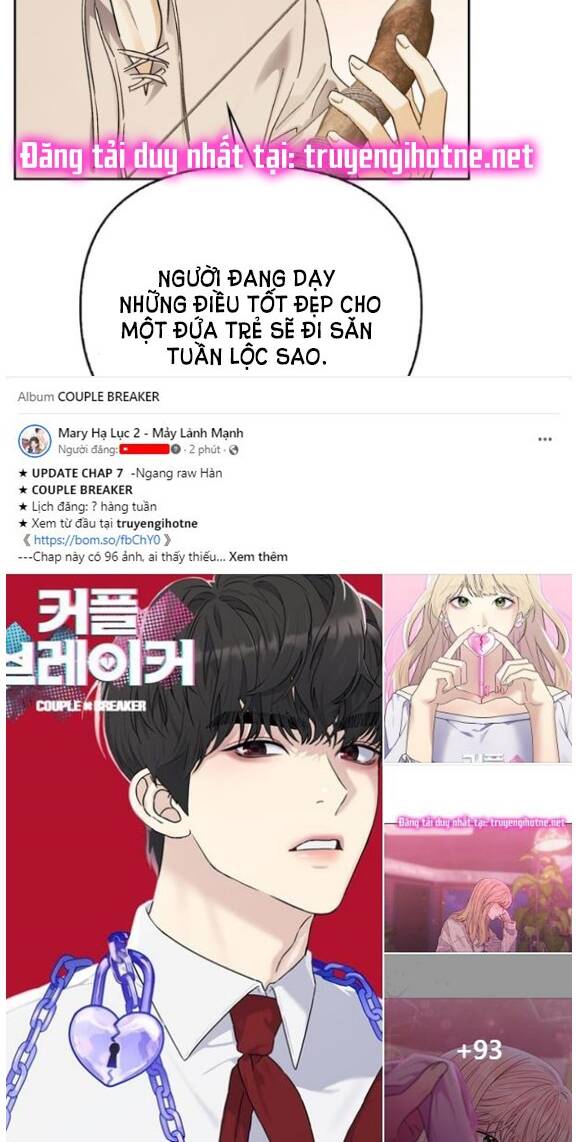 Đăng tải duy nhất tại: truyengihotne.net
NGƯỜI ĐANG DẠY
NHỮNG ĐIỀU TỐT ĐẸP CHO
MỘT ĐỨA TRẺ SẼ ĐI SĂN
TUẦN LỘC SAO.
Album COUPLE BREAKER
Mary Hạ Lục 2 - Mảy Lành Mạnh
Người đăng: · 2 phút ·
★ UPDATE CHAP 7 -Ngang raw Hàn
★ COUPLE BREAKER
★ Lịch đăng: ? hàng tuần
★ Xem từ đầu tại truyengihotne
《 https://bom.so/fbChY0 》
---Chap này có 96 ảnh, ai thấy thiếu... Xem thêm
커플
브레이커
COUPLE BREAKER
Đăng tải duy nhất tại: truyengihotne.net
+93